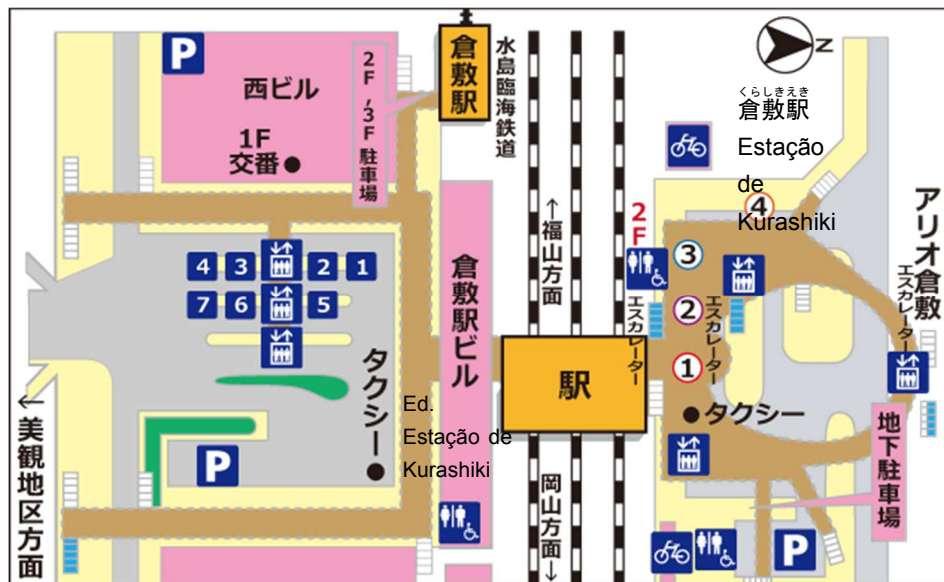 西ビル
1F
交番
2F,3F 駐車場
倉敷駅
水島臨海鉄道
N
くらしきえき
倉敷駅
Estação
de
Kurashiki
P
4 3 2 1
7 6 5
タクシー
P
←美観地区方面
倉敷駅ビル
Ed.
Estação de
Kurashiki
←福山方面
駅
岡山方面→
2F
エスカレーター
エスカレーター
④
③
②
①
タクシー
アリオ倉敷
エスカレーター
地下駐車場
P